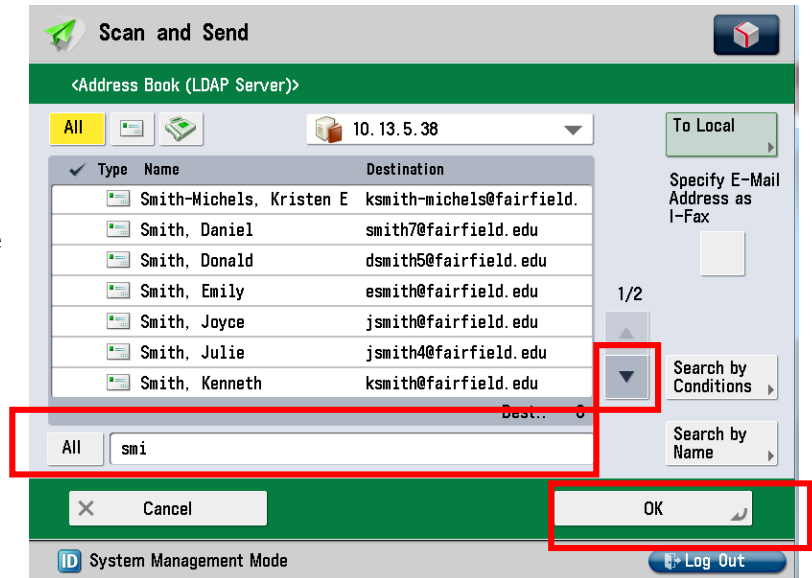 Scan and Send
<Address Book (LDAP Server)>
All
10.13.5.38
To Local
Type Name Destination
Smith-Michels, Kristen E ksmith-michels@fairfield.
Smith, Daniel smith7@fairfield.edu
Smith, Donald dsmith5@fairfield.edu
Smith, Emily esmith@fairfield.edu
Smith, Joyce jsmith@fairfield.edu
Smith, Julie jsmith4@fairfield.edu
Smith, Kenneth ksmith@fairfield.edu
Specify E-Mail
Address as
I-Fax
1/2
Dest.:
Search by
Conditions
All smi
Search by
Name
Cancel
OK
ID System Management Mode
Log Out